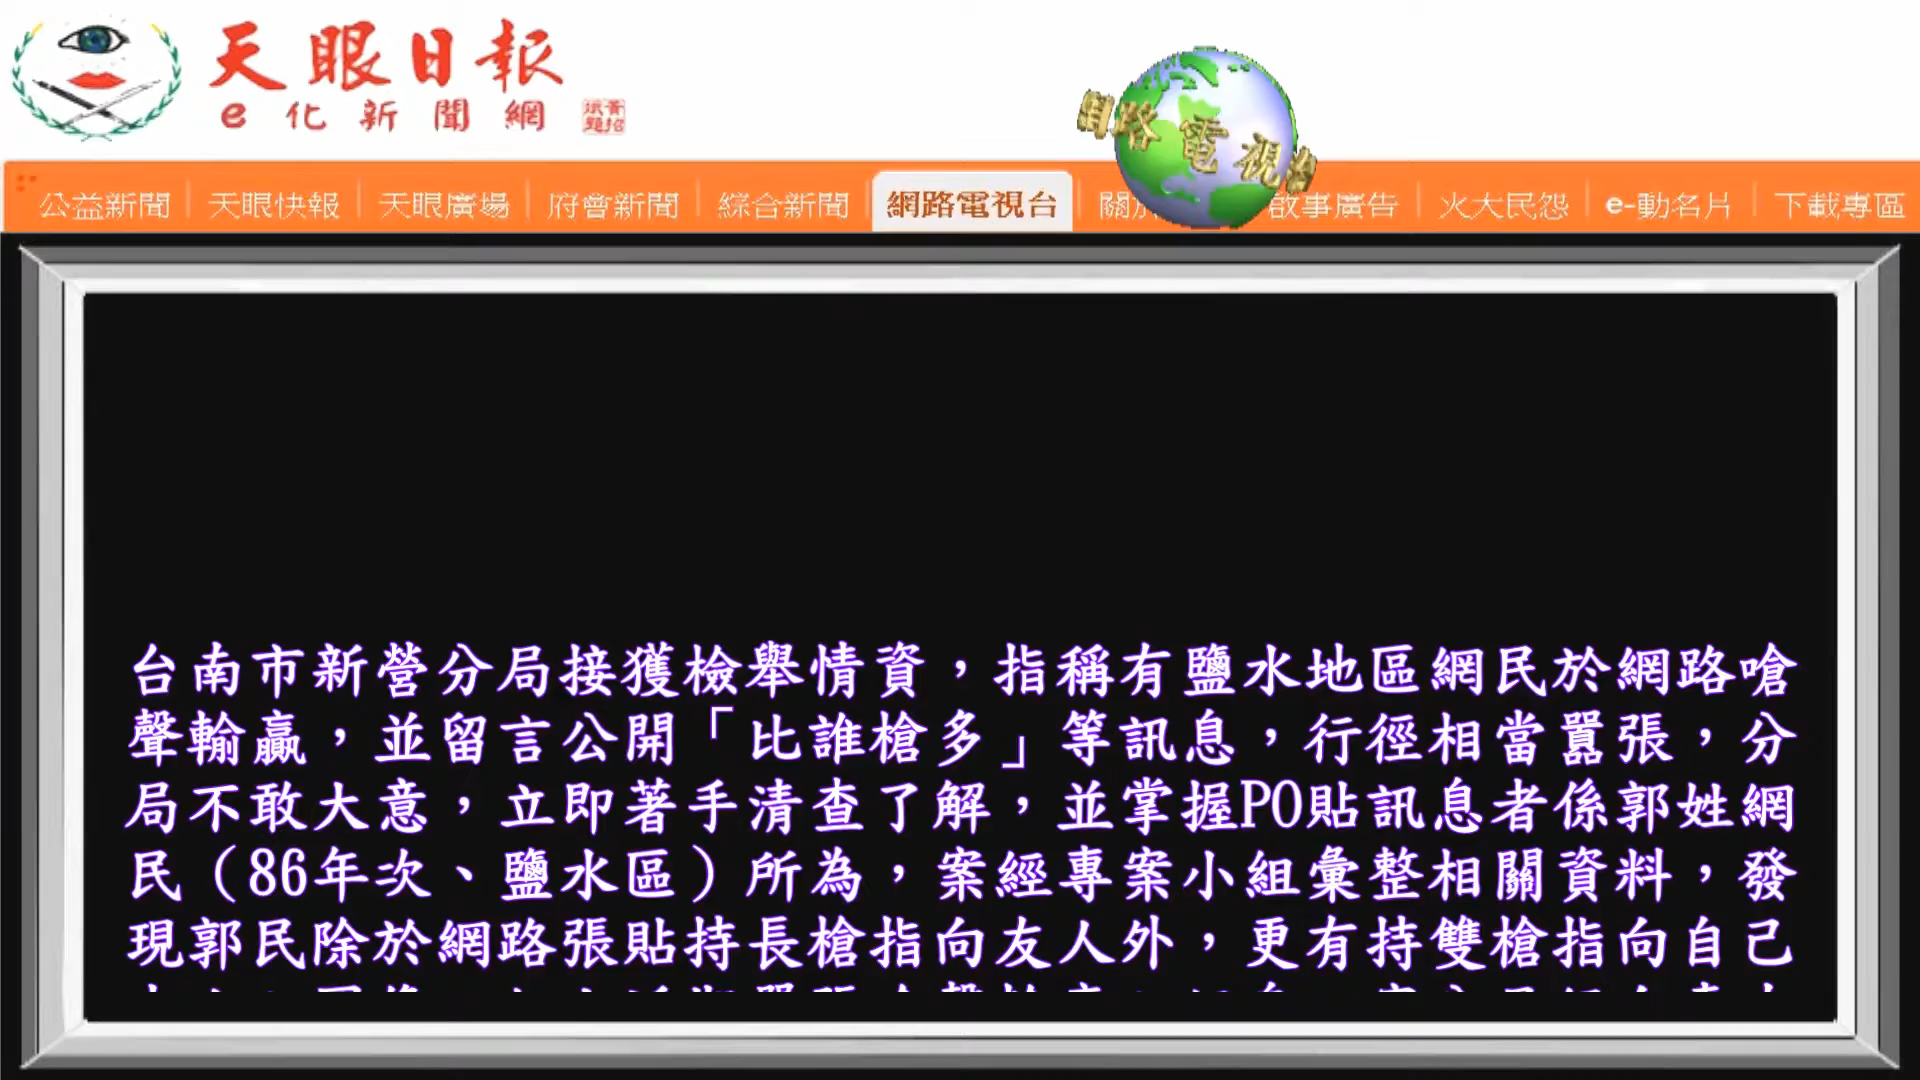 天眼日報
e化新聞網
網路電視台
公益新聞
天眼快報
天眼廣場
府會新聞
綜合新聞
網路電視台
關於
啟事廣告
火大民怨
e-動名片
下載專區
台南市新營分局接獲檢舉情資，指稱有鹽水地區網民於網路嗆
聲輸贏，並留言公開「比誰槍多」等訊息，行徑相當囂張，分
局不敢大意，立即著手清查了解，並掌握PO貼訊息者係郭姓網
民（86年次、鹽水區）所為，案經專案小組彙整相關資料，發
現郭民除於網路張貼持長槍指向友人外，更有持雙槍指向自己